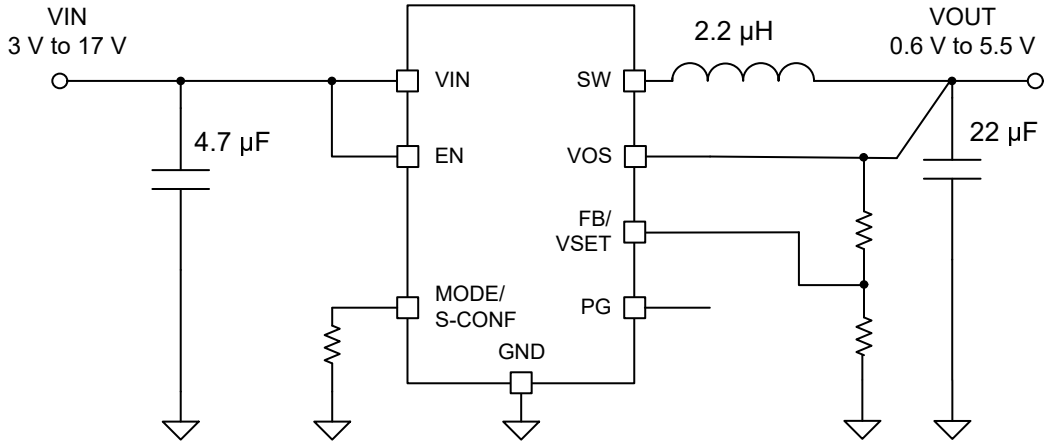 VIN
3 V to 17 V
4.7 µF
VIN
EN
MODE/
S-CONF
GND
SW
VOS
FB/
VSET
PG
2.2 µH
VOUT
0.6 V to 5.5 V
22 µF